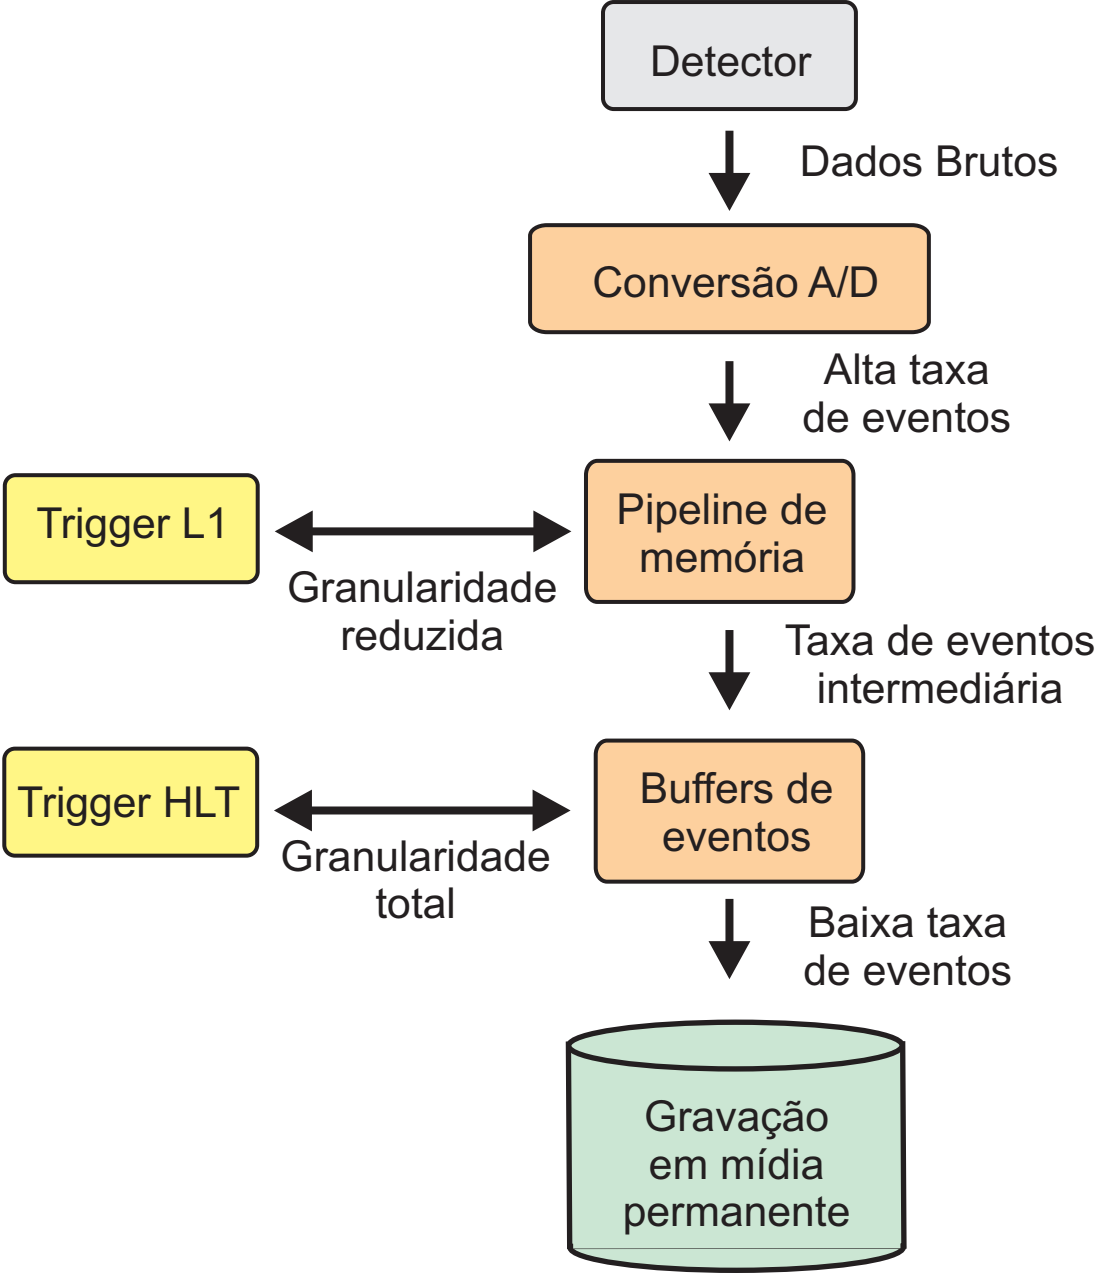 Detector
Dados Brutos
Conversão A/D
Alta taxa
de eventos
Trigger L1
Granularidade
reduzida
Pipeline de
memória
Taxa de eventos
intermediária
Trigger HLT
Granularidade
total
Buffers de
eventos
Baixa taxa
de eventos
Gravação
em mídia
permanente